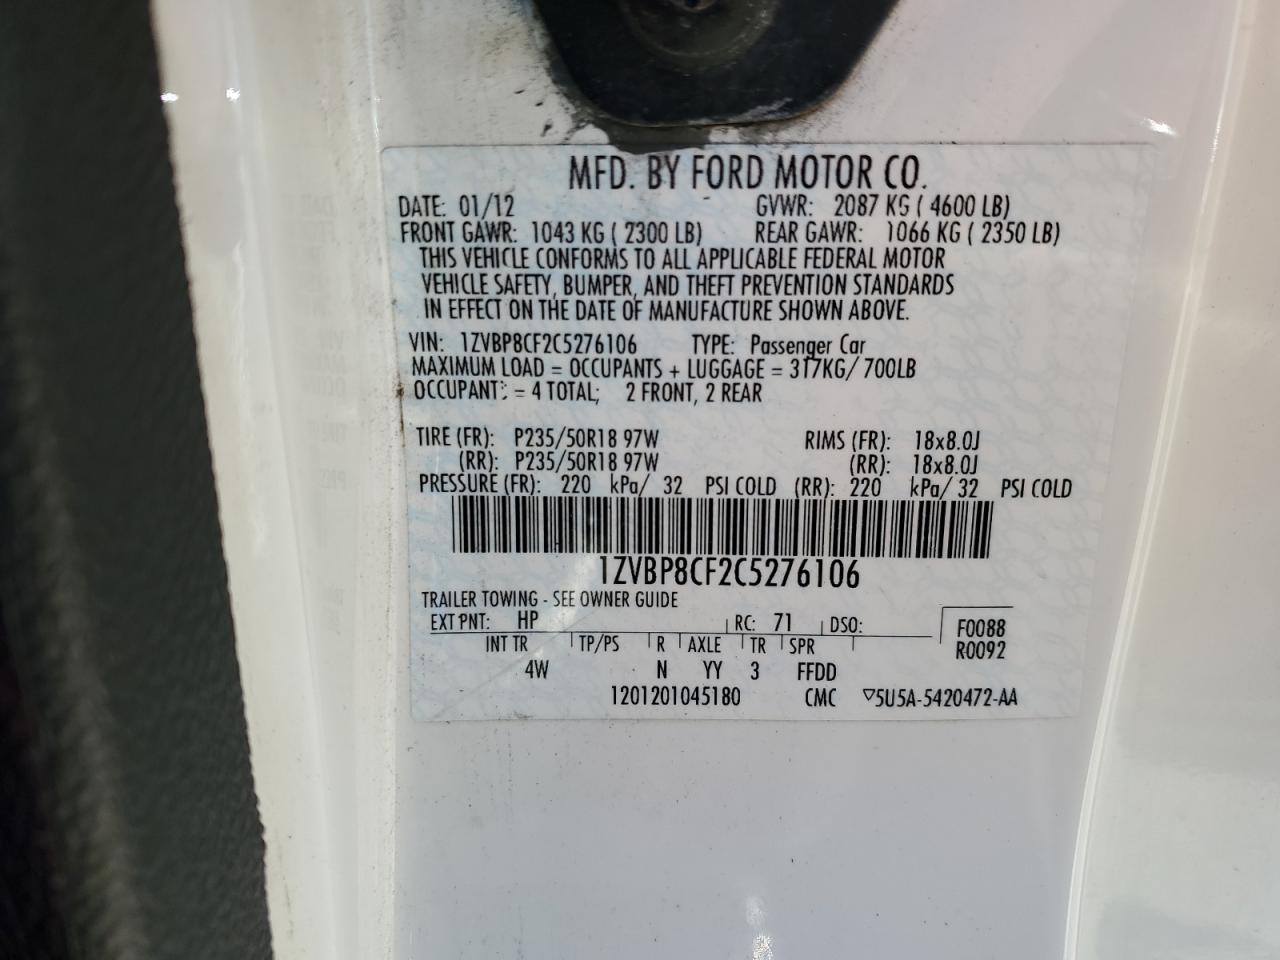 MFD. BY FORD MOTOR CO.
DATE: 01/12 GVWR: 2087 KG ( 4600 LB)
FRONT GAWR: 1043 KG ( 2300 LB) REAR GAWR: 1066 KG ( 2350 LB)
THIS VEHICLE CONFORMS TO ALL APPLICABLE FEDERAL MOTOR
VEHICLE SAFETY, BUMPER, AND THEFT PREVENTION STANDARDS
IN EFFECT ON THE DATE OF MANUFACTURE SHOWN ABOVE.
VIN: 1ZVBP8CF2C5276106 TYPE: Passenger Car
MAXIMUM LOAD = OCCUPANTS + LUGGAGE = 317KG/ 700LB
OCCUPANTS = 4 TOTAL; 2 FRONT, 2 REAR
TIRE (FR): P235/50R18 97W RIMS (FR): 18x8.0J
(RR): P235/50R18 97W (RR): 18x8.0J
PRESSURE (FR): 220 kPa/ 32 PSI COLD (RR): 220 kPa/ 32 PSI COLD
1ZVBP8CF2C5276106
TRAILER TOWING - SEE OWNER GUIDE
EXT PNT: HP RC: 71 DSO: F0088
INT TR TP/PS R AXLE TR SPR R0092
4W N YY 3 FFDD
1201201045180 CMC ▽5U5A-5420472-AA